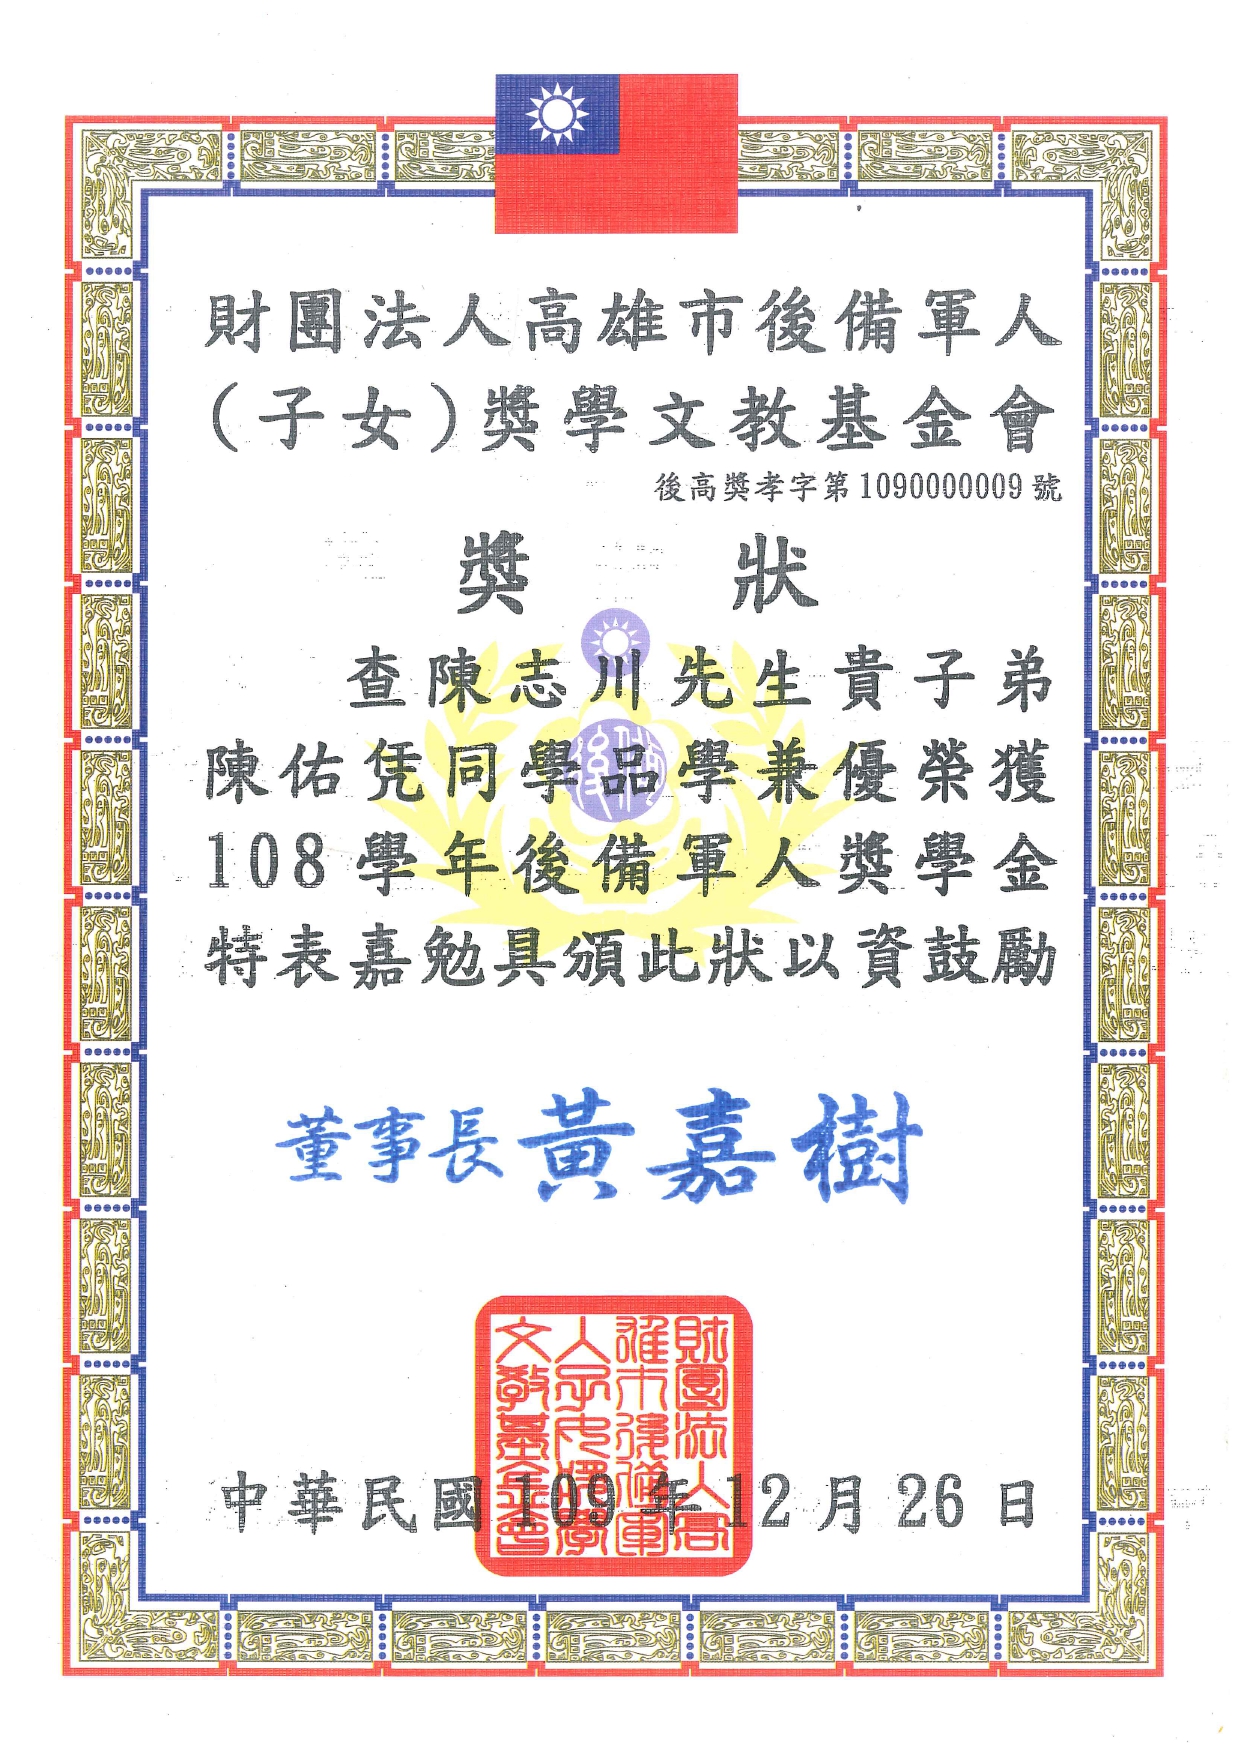 財團法人高雄市後備軍人
(子女)獎學文教基金會
後高獎孝字第1090000009號
獎狀
查陳志川先生貴子弟
陳佑凭同學品學兼優榮獲
108學年後備軍人獎學金
特表嘉勉具頒此狀以資鼓勵
後備
董事長黃嘉樹
財團法人高
雄市後備軍
人子女獎學
文教基金會
中華民國109年12月26日